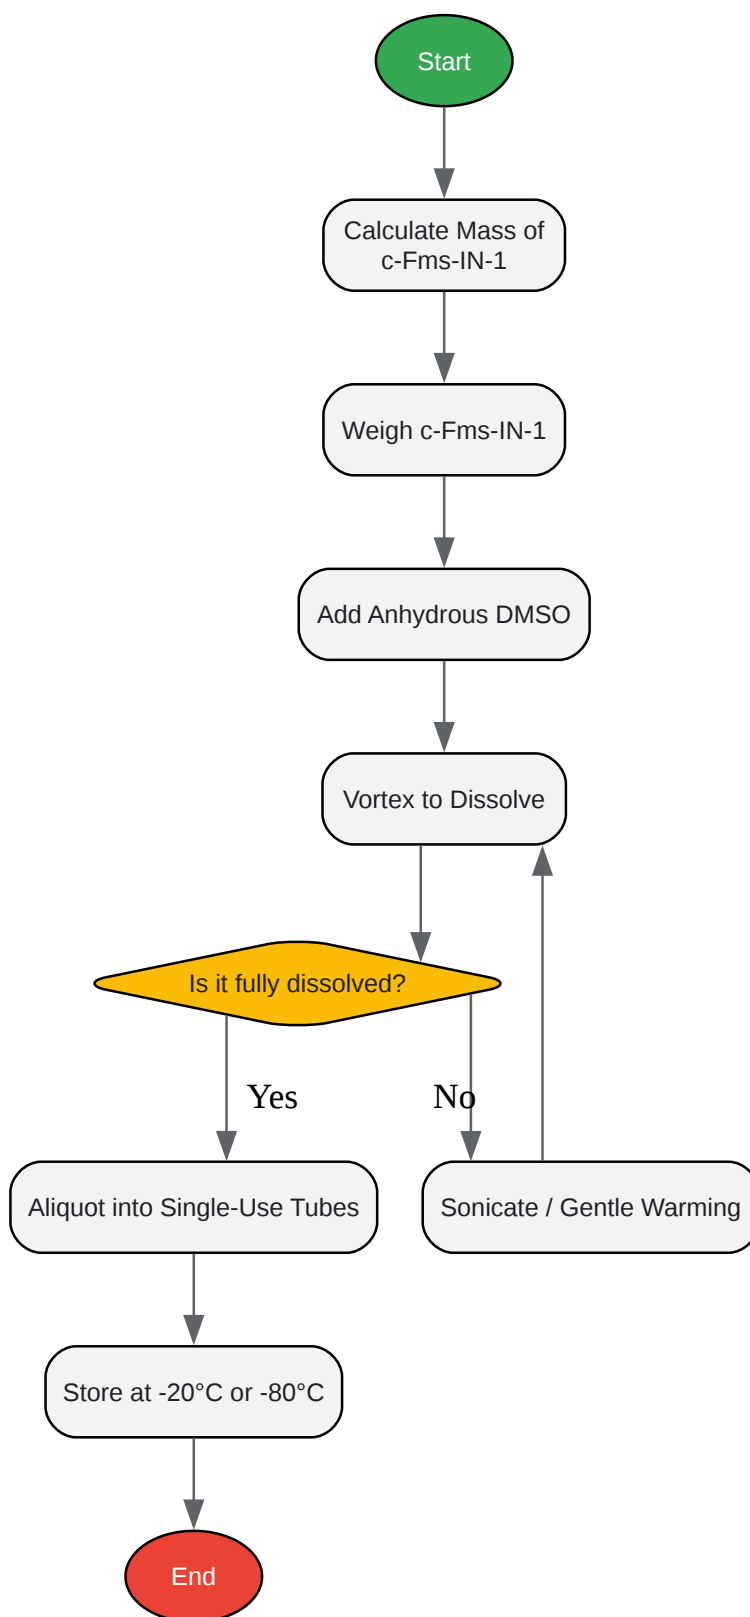 Start
Calculate Mass of
c-Fms-IN-1
Weigh c-Fms-IN-1
Add Anhydrous DMSO
Vortex to Dissolve
Is it fully dissolved?
Yes
No
Aliquot into Single-Use Tubes
Sonicate / Gentle Warming
Store at -20°C or -80°C
End